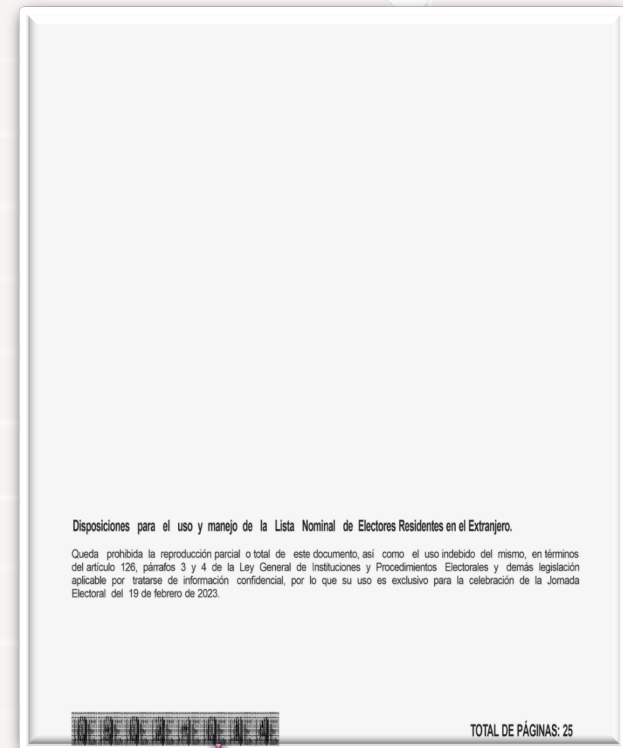 Disposiciones para el uso y manejo de la Lista Nominal de Electores Residentes en el Extranjero.
Queda prohibida la reproducción parcial o total de este documento, así como el uso indebido del mismo, en términos
del artículo 126, párrafos 3 y 4 de la Ley General de Instituciones y Procedimientos Electorales y demás legislación
aplicable por tratarse de información confidencial, por lo que su uso es exclusivo para la celebración de la Jornada
Electoral del 19 de febrero de 2023.
TOTAL DE PÁGINAS: 25